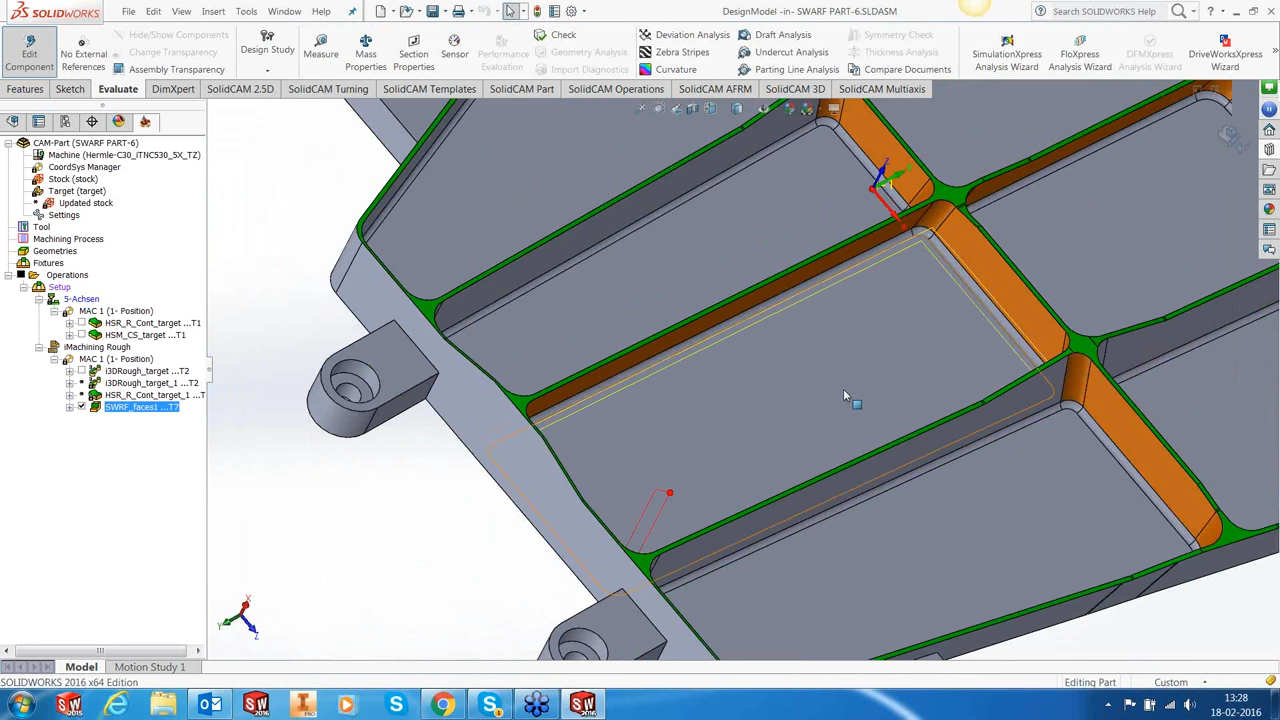 SOLIDWORKS File Edit View Insert Tools Window Help DesignModel -in- SWARF PART-6.SLDASM Search SOLIDWORKS Help
Edit Component
No External References
Hide/Show Components
Change Transparency
Assembly Transparency
Design Study
Measure
Mass Properties
Section Properties
Sensor
Performance Evaluation
Check
Geometry Analysis
Import Diagnostics
Deviation Analysis
Zebra Stripes
Curvature
Draft Analysis
Undercut Analysis
Parting Line Analysis
Symmetry Check
Thickness Analysis
Compare Documents
SimulationXpress Analysis Wizard
FloXpress Analysis Wizard
DFMXpress Analysis Wizard
DriveWorksXpress Wizard
Features Sketch Evaluate DimXpert SolidCAM 2.5D SolidCAM Turning SolidCAM Templates SolidCAM Part SolidCAM Operations SolidCAM AFRM SolidCAM 3D SolidCAM Multiaxis
CAM-Part (SWARF PART-6)
Machine (Hermle-C30_iTNC530_5X_TZ)
CoordSys Manager
Stock (stock)
Target (target)
Updated stock
Settings
Tool
Machining Process
Geometries
Fixtures
Operations
Setup
5-Achsen
MAC 1 (1- Position)
HSR_R_Cont_target ...T1
HSM_CS_target ...T1
iMachining Rough
MAC 1 (1- Position)
i3DRough_target ...T2
i3DRough_target_1 ...T2
HSR_R_Cont_target_1 ...T
SWRF_faces1 ...T7
Z
1
X
Y
Z
Model Motion Study 1
SOLIDWORKS 2016 x64 Edition Editing Part Custom
13:28
18-02-2016